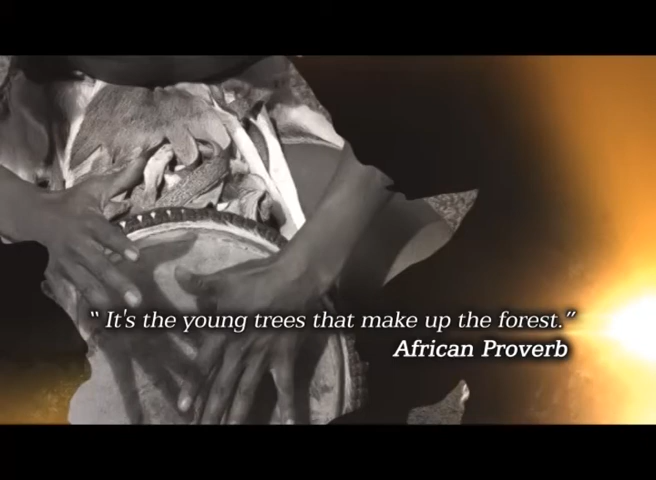 “ It's the young trees that make up the forest.”
African Proverb